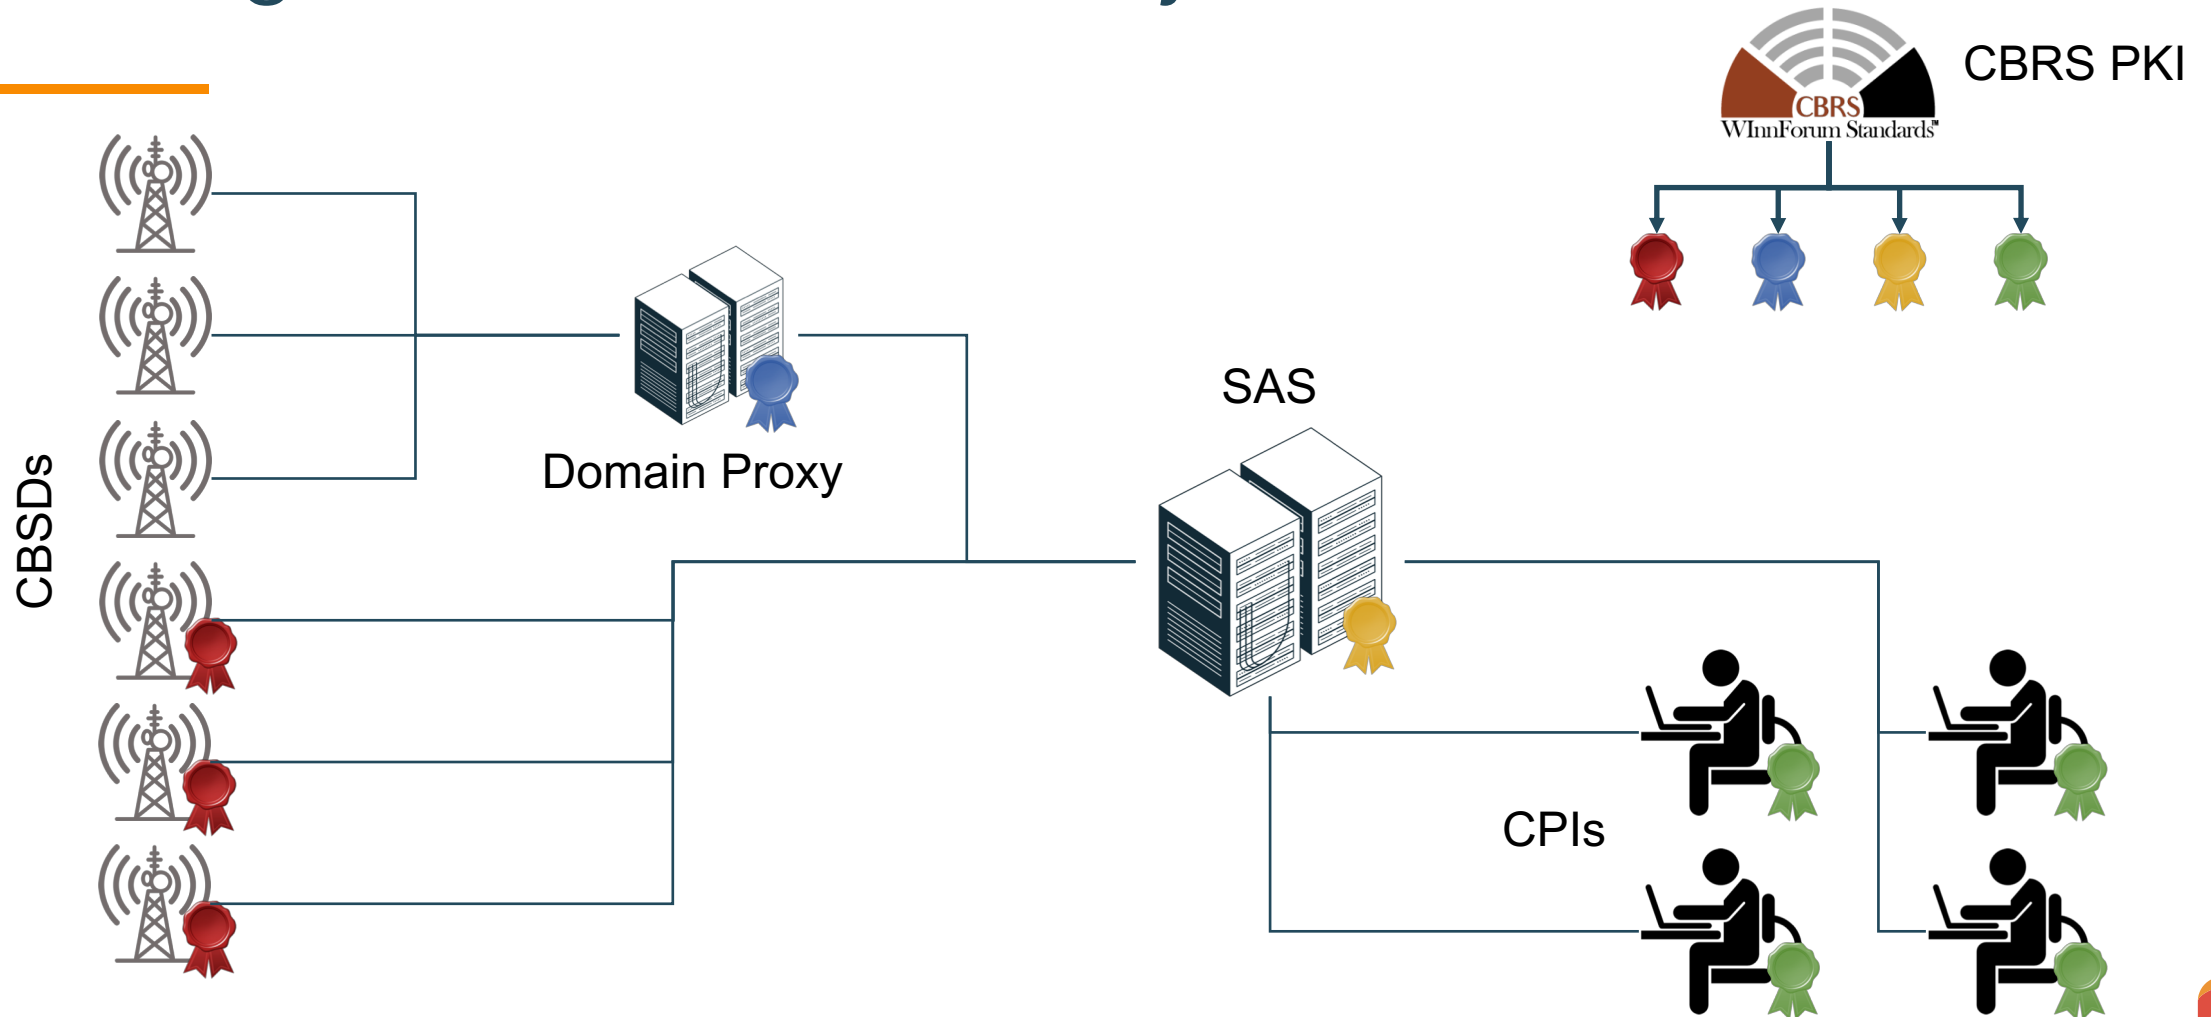 CBRS PKI
CBRS
WInnForum Standards™
SAS
Domain Proxy
CBSDs
CPIs